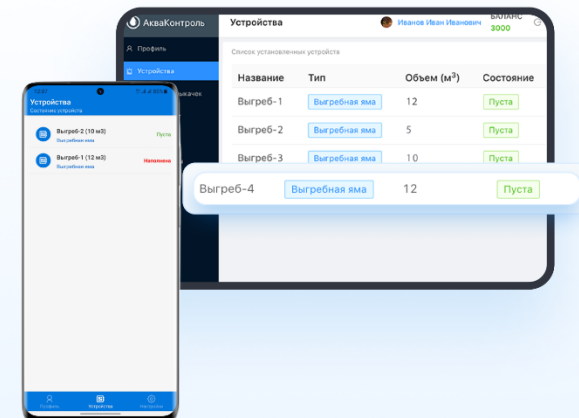 АкваКонтроль
Устройства
Иванов Иван Иванович
БАЛАНС
3000
Профиль
Устройства
Список установленных устройств
Название Тип Объем (м³) Состояние
Выгреб-1 Выгребная яма 12 Пуста
Выгреб-2 Выгребная яма 5 Пуста
Выгреб-3 Выгребная яма 10 Пуста
Выгреб-4 Выгребная яма 12 Пуста
Устройства
Состояние устройств
Выгреб-2 (10 м3) Пуста
Выгребная яма
Выгреб-1 (12 м3) Наполнена
Выгребная яма
Профиль Устройства Настройки